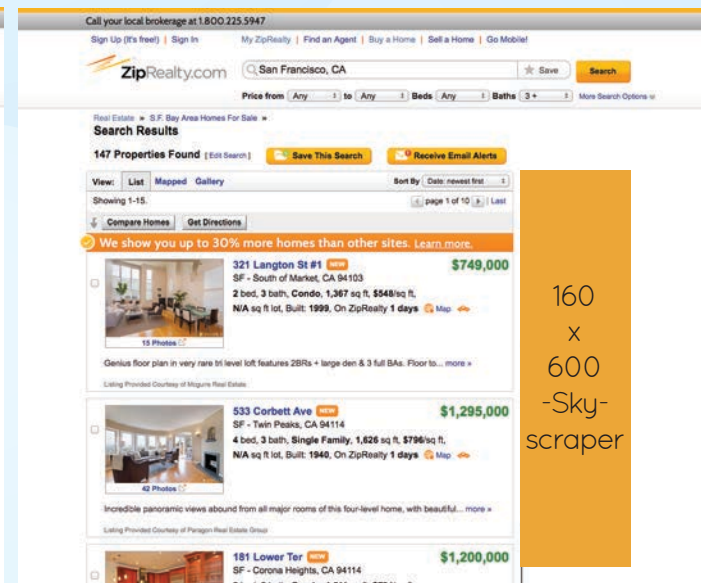 Call your local brokerage at 1.800.225.5947
Sign Up (It's free!) | Sign In
My ZipRealty | Find an Agent | Buy a Home | Sell a Home | Go Mobile!
ZipRealty.com
San Francisco, CA
Save
Search
Price from Any to Any Beds Any Baths 3 + More Search Options
Real Estate » S.F. Bay Area Homes For Sale »
Search Results
147 Properties Found [Edit Search] Save This Search Receive Email Alerts
View: List Mapped Gallery Sort By Date: newest first
Showing 1-15. page 1 of 10 | Last
Compare Homes Get Directions
We show you up to 30% more homes than other sites. Learn more.
321 Langton St #1 NEW $749,000
SF - South of Market, CA 94103
2 bed, 3 bath, Condo, 1,367 sq ft, $548/sq ft,
N/A sq ft lot, Built: 1999, On ZipRealty 1 days Map
15 Photos
Genius floor plan in very rare tri level loft features 2BRs + large den & 3 full BAs. Floor to... more »
Listing Provided Courtesy of Mcguire Real Estate
533 Corbett Ave NEW $1,295,000
SF - Twin Peaks, CA 94114
4 bed, 3 bath, Single Family, 1,626 sq ft, $796/sq ft,
N/A sq ft lot, Built: 1940, On ZipRealty 1 days Map
42 Photos
Incredible panoramic views abound from all major rooms of this four-level home, with beautiful... more »
Listing Provided Courtesy of Paragon Real Estate Group
181 Lower Ter NEW $1,200,000
SF - Corona Heights, CA 94114
160
x
600
-Sky-
scraper